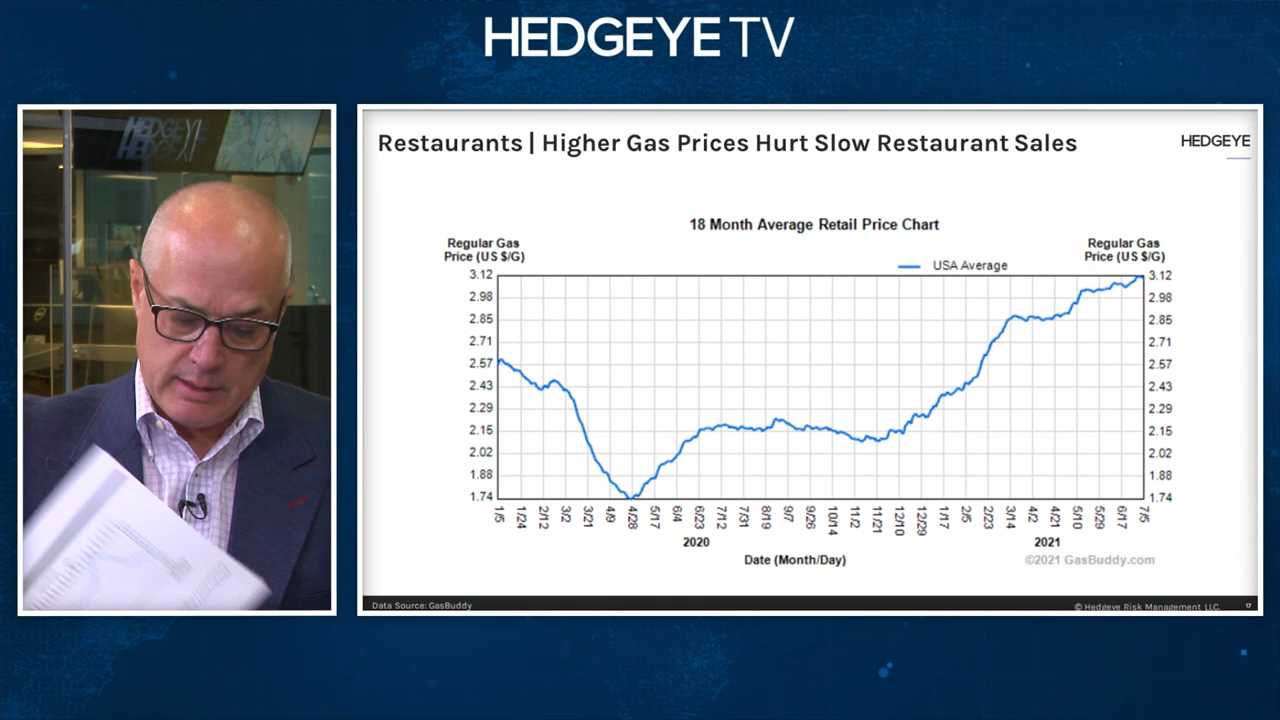 HEDGEYE TV
HEDGEYE
HEDGEYE
Restaurants | Higher Gas Prices Hurt Slow Restaurant Sales
HEDGEYE
18 Month Average Retail Price Chart
Regular Gas
Price (US $/G)
USA Average
Regular Gas
Price (US $/G)
3.12 3.12
2.98 2.98
2.85 2.85
2.71 2.71
2.57 2.57
2.43 2.43
2.29 2.29
2.15 2.15
2.02 2.02
1.88 1.88
1.74 1.74
1/5 1/24 2/12 3/2 3/21 4/9 4/28 5/17 6/4 6/23 7/12 7/31 8/19 9/7 9/26 10/14 11/2 11/21 12/10 12/29 1/17 2/5 2/23 3/14 4/2 4/21 5/10 5/29 6/17 7/5
2020 2021
Date (Month/Day)
©2021 GasBuddy.com
Data Source: GasBuddy
© Hedgeye Risk Management LLC. 17